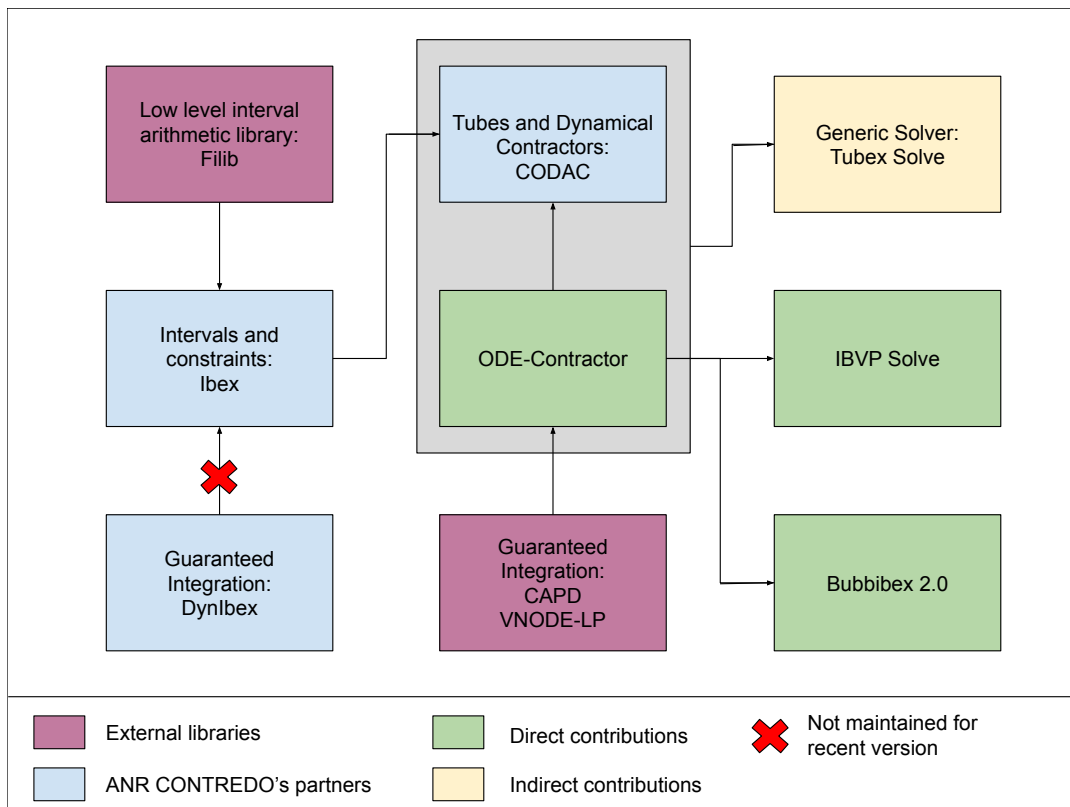 Low level interval
arithmetic library:
Filib
Tubes and Dynamical
Contractors:
CODAC
Generic Solver:
Tubex Solve
Intervals and
constraints:
Ibex
ODE-Contractor
IBVP Solve
Guaranteed
Integration:
DynIbex
Guaranteed
Integration:
CAPD
VNODE-LP
Bubbibex 2.0
External libraries
Direct contributions
Not maintained for
recent version
ANR CONTREDO's partners
Indirect contributions